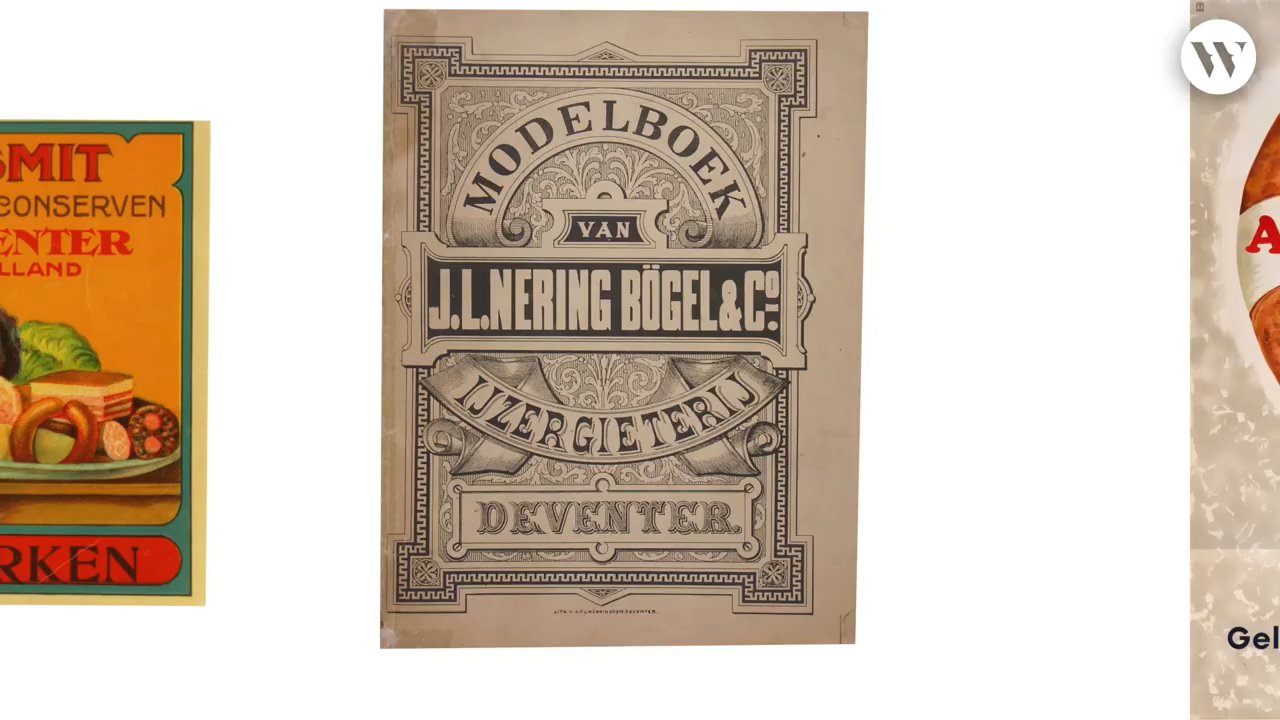 SMIT
CONSERVEN
ENTER
LLAND
RKEN
MODELBOEK
VAN
J.L.NERING BÖGEL & Co.
IJZERGIETERIJ
DEVENTER.
W
A
Gel